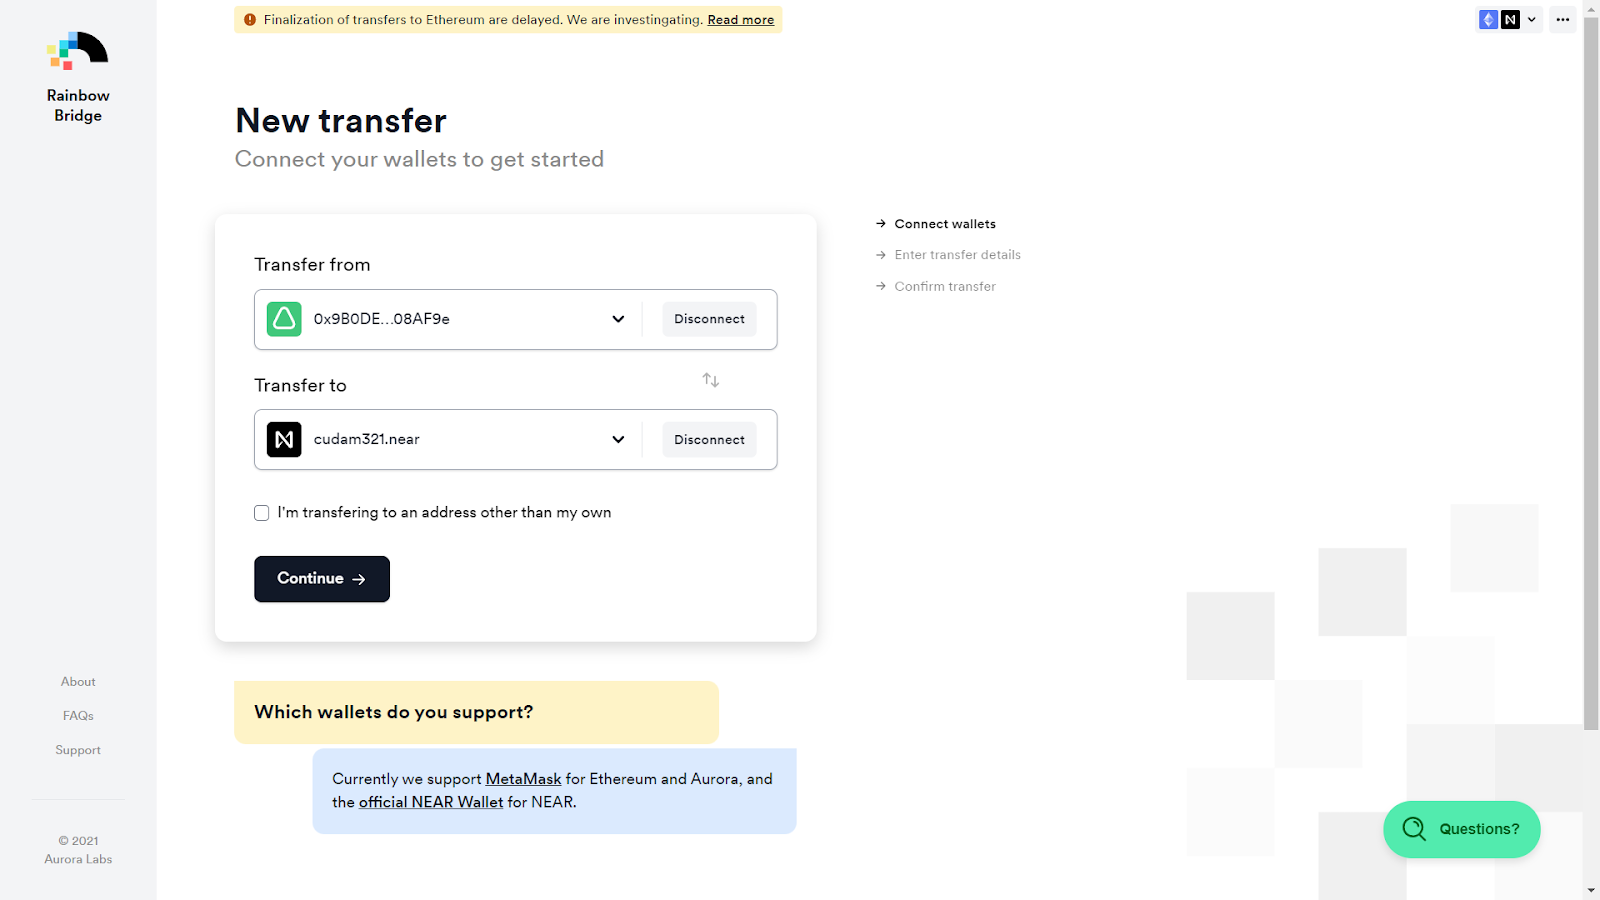 Finalization of transfers to Ethereum are delayed. We are investingating. Read more
Rainbow
Bridge
New transfer
Connect your wallets to get started
Transfer from
0x9B0DE...08AF9e
Disconnect
Transfer to
cudam321.near
Disconnect
I'm transfering to an address other than my own
Continue →
→ Connect wallets
→ Enter transfer details
→ Confirm transfer
Which wallets do you support?
Currently we support MetaMask for Ethereum and Aurora, and
the official NEAR Wallet for NEAR.
About
FAQs
Support
© 2021
Aurora Labs
Questions?